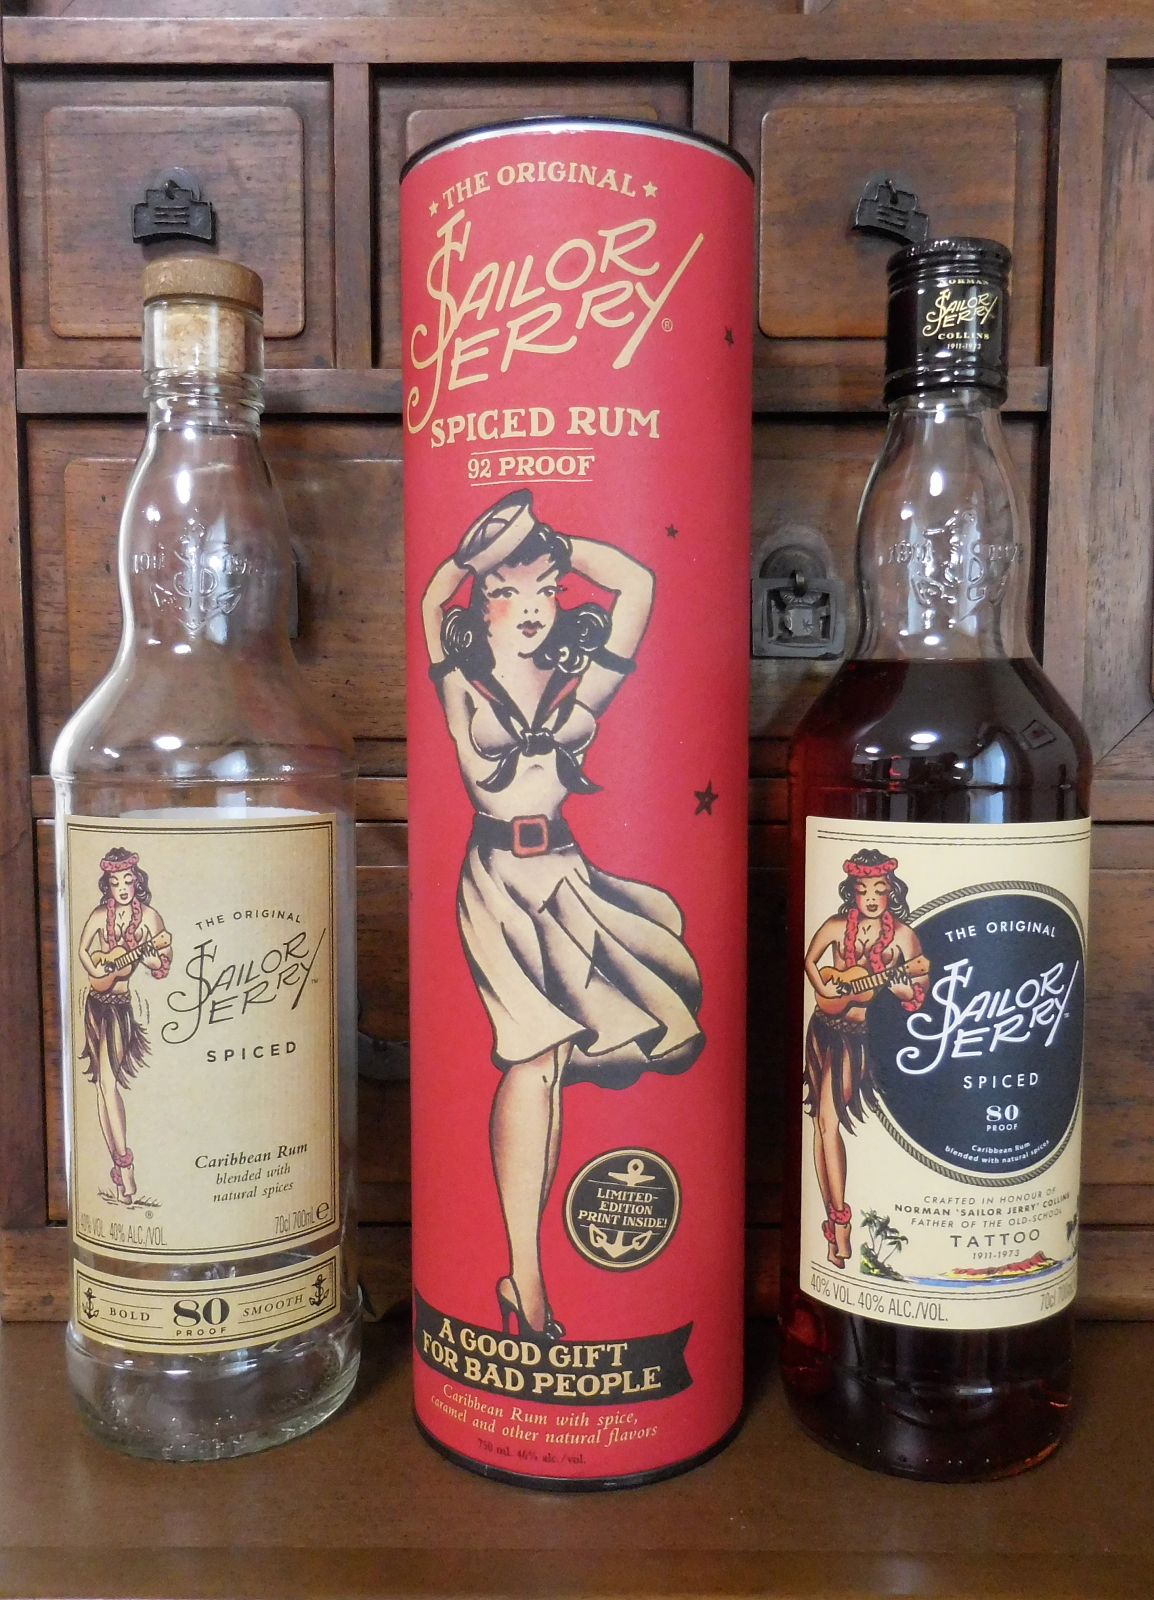 1911 1973
THE ORIGINAL
SAILOR
JERRY™
SPICED
Caribbean Rum
blended with
natural spices
®
40% VOL. 40% ALC./VOL.
70cl 700ml e
BOLD 80 SMOOTH
PROOF
★ THE ORIGINAL ★
SAILOR
JERRY®
SPICED RUM
92 PROOF
LIMITED-
EDITION
PRINT INSIDE!
A GOOD GIFT
FOR BAD PEOPLE
Caribbean Rum with spice,
caramel and other natural flavors
750 ml. 46% alc./vol.
NORMAN
SAILOR
JERRY
COLLINS
1911-1973
THE ORIGINAL
SAILOR
JERRY™
SPICED
80
PROOF
Caribbean Rum
blended with natural spices
CRAFTED IN HONOUR OF
NORMAN 'SAILOR JERRY' COLLINS
FATHER OF THE OLD-SCHOOL
TATTOO
1911-1973
40% VOL. 40% ALC./VOL.
70cl